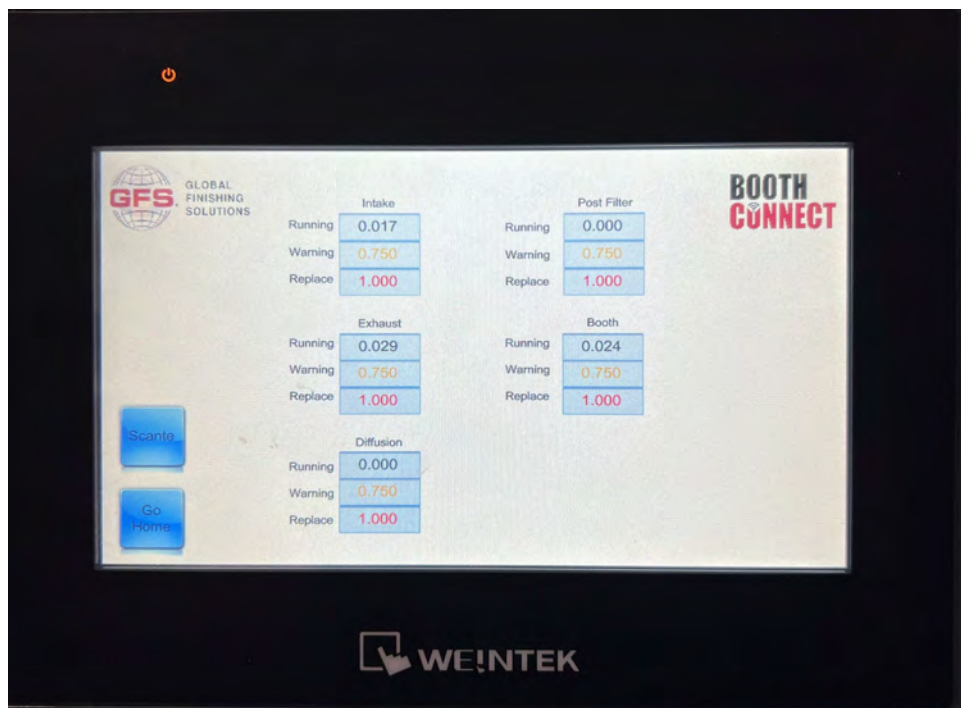 GFS.
GLOBAL
FINISHING
SOLUTIONS
BOOTH
CONNECT
Intake
Running 0.017
Warning 0.750
Replace 1.000
Post Filter
Running 0.000
Warning 0.750
Replace 1.000
Exhaust
Running 0.029
Warning 0.750
Replace 1.000
Booth
Running 0.024
Warning 0.750
Replace 1.000
Diffusion
Running 0.000
Warning 0.750
Replace 1.000
Scante
Go
Home
WE!NTEK